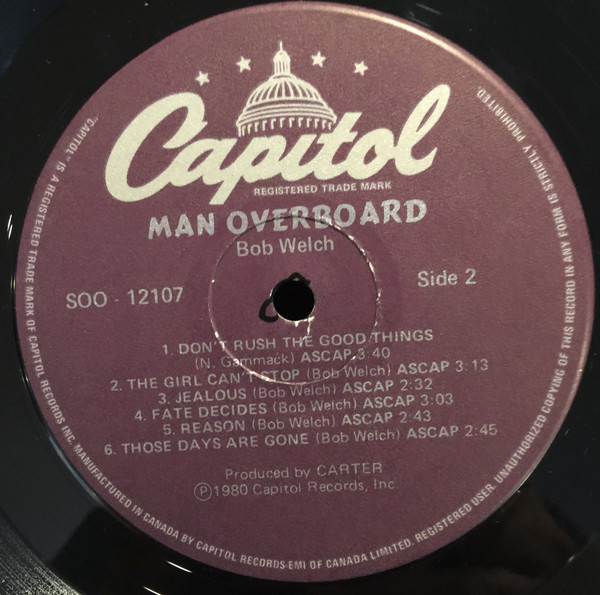 Capitol
REGISTERED TRADE MARK
MAN OVERBOARD
Bob Welch
SOO - 12107
Side 2
1. DON'T RUSH THE GOOD THINGS
(N. Gammack) ASCAP 3:40
2. THE GIRL CAN'T STOP (Bob Welch) ASCAP 3:13
3. JEALOUS (Bob Welch) ASCAP 2:32
4. FATE DECIDES (Bob Welch) ASCAP 3:03
5. REASON (Bob Welch) ASCAP 2:43
6. THOSE DAYS ARE GONE (Bob Welch) ASCAP 2:45
Produced by CARTER
Ⓟ1980 Capitol Records, Inc.
"CAPITOL" IS A REGISTERED TRADE MARK OF CAPITOL RECORDS INC. MANUFACTURED IN CANADA BY CAPITOL RECORDS-EMI OF CANADA LIMITED. REGISTERED USER. UNAUTHORIZED COPYING OF THIS RECORD IN ANY FORM IS STRICTLY PROHIBITED.